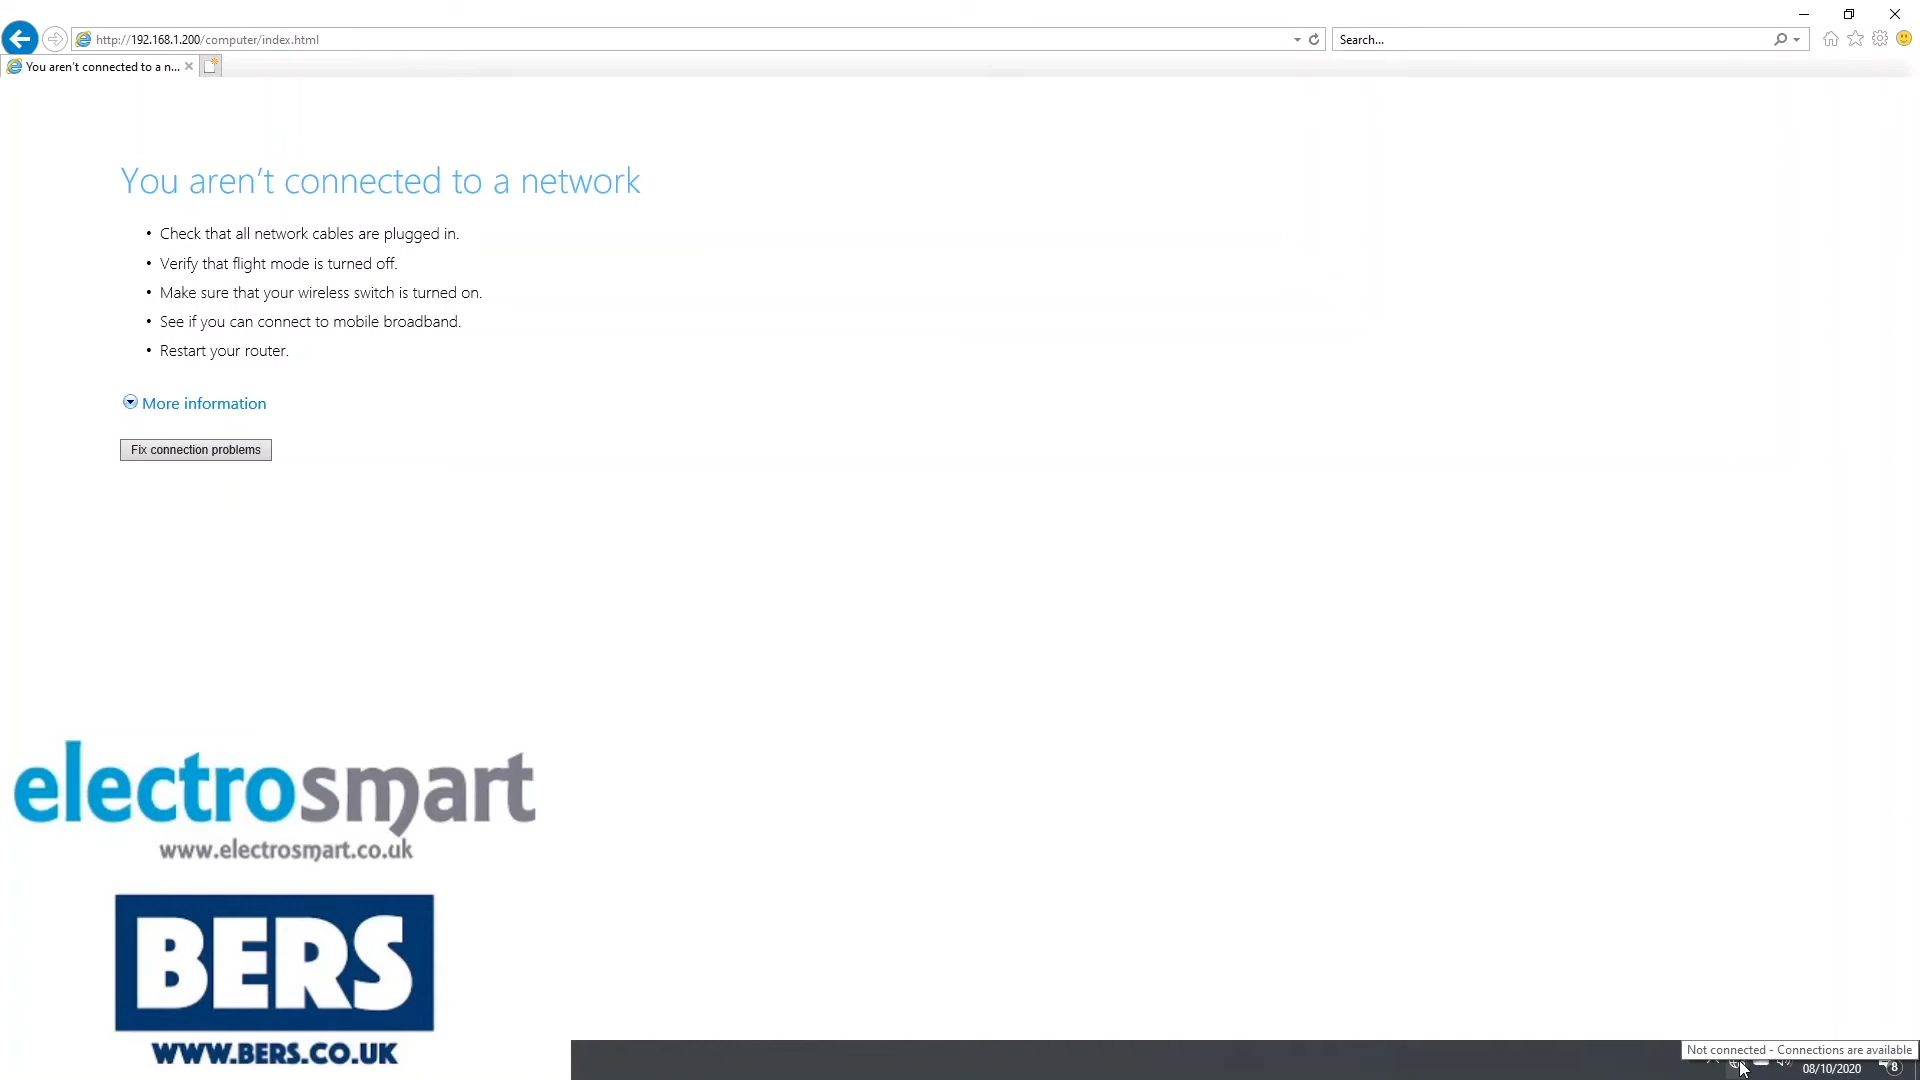 http://192.168.1.200/computer/index.html
Search...
You aren't connected to a n...
You aren't connected to a network
• Check that all network cables are plugged in.
• Verify that flight mode is turned off.
• Make sure that your wireless switch is turned on.
• See if you can connect to mobile broadband.
• Restart your router.
More information
Fix connection problems
electrosmart
www.electrosmart.co.uk
BERS
WWW.BERS.CO.UK
Not connected - Connections are available
08/10/2020
8